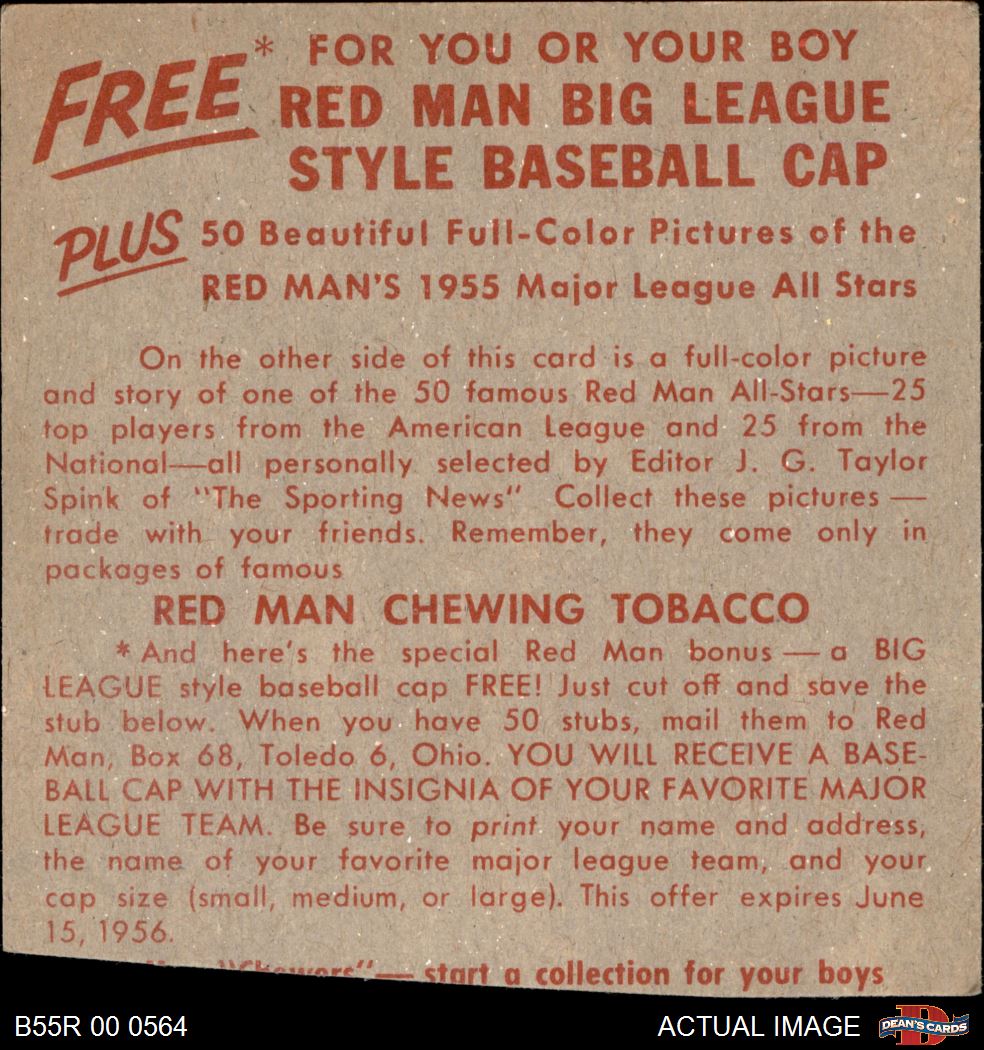 FREE* FOR YOU OR YOUR BOY
RED MAN BIG LEAGUE
STYLE BASEBALL CAP
PLUS 50 Beautiful Full-Color Pictures of the
RED MAN'S 1955 Major League All Stars
On the other side of this card is a full-color picture
and story of one of the 50 famous Red Man All-Stars—25
top players from the American League and 25 from the
National—all personally selected by Editor J. G. Taylor
Spink of "The Sporting News" Collect these pictures —
trade with your friends. Remember, they come only in
packages of famous
RED MAN CHEWING TOBACCO
* And here's the special Red Man bonus — a BIG
LEAGUE style baseball cap FREE! Just cut off and save the
stub below. When you have 50 stubs, mail them to Red
Man, Box 68, Toledo 6, Ohio. YOU WILL RECEIVE A BASE-
BALL CAP WITH THE INSIGNIA OF YOUR FAVORITE MAJOR
LEAGUE TEAM. Be sure to print your name and address,
the name of your favorite major league team, and your
cap size (small, medium, or large). This offer expires June
15, 1956.
"Chewers"— start a collection for your boys
B55R 00 0564
ACTUAL IMAGE
DEAN'S CARDS